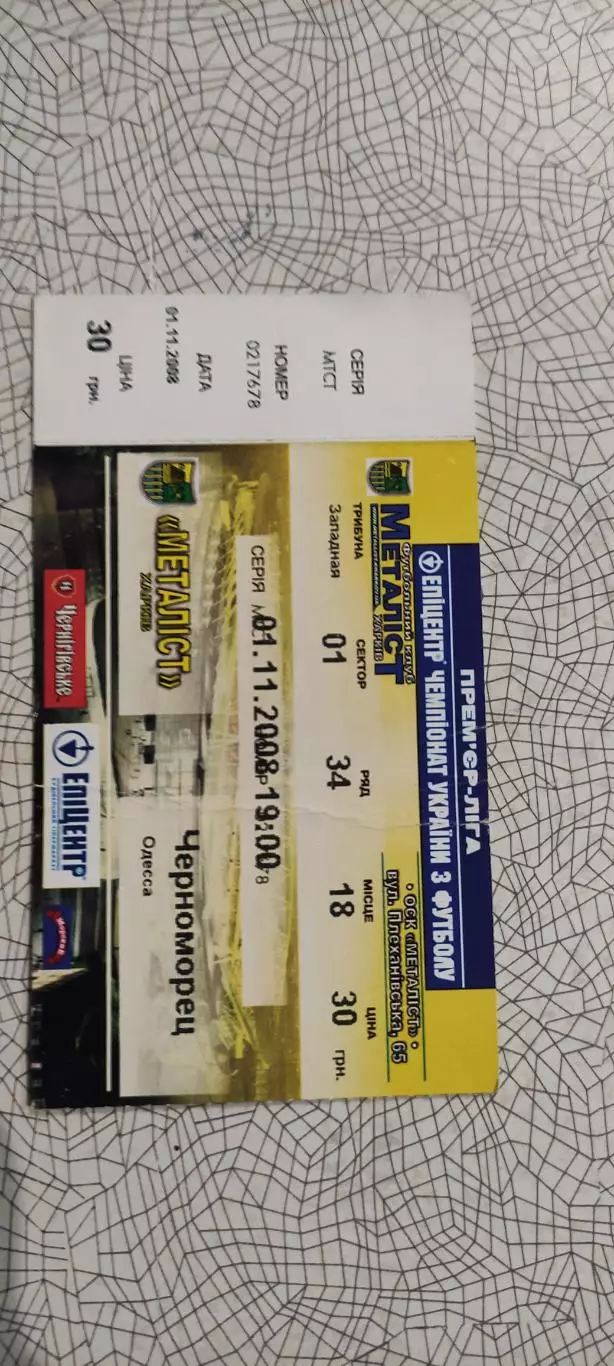 СЕРІЯ
МТСТ
НОМЕР
0217678
ДАТА
01.11.2008
ЦІНА
30 грн.
ПРЕМ'ЄР-ЛІГА
ЕПІЦЕНТР ЧЕМПІОНАТ УКРАЇНИ З ФУТБОЛУ
Футбольний клуб
МЕТАЛІСТ
ХАРКІВ
• ОСК «МЕТАЛІСТ» •
вул. Плеханівська, 65
ТРИБУНА СЕКТОР РЯД МІСЦЕ ЦІНА
Западная 01 34 18 30 грн.
СЕРІЯ
01.11.2008 19:00
«МЕТАЛІСТ»
ХАРКІВ
Черноморец
Одесса
Чернігівське
ЕПІЦЕНТР